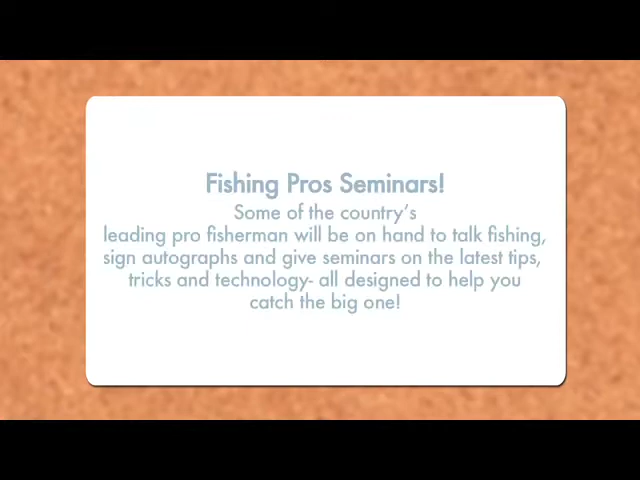 Fishing Pros Seminars!
Some of the country's
leading pro fisherman will be on hand to talk fishing,
sign autographs and give seminars on the latest tips,
tricks and technology- all designed to help you
catch the big one!